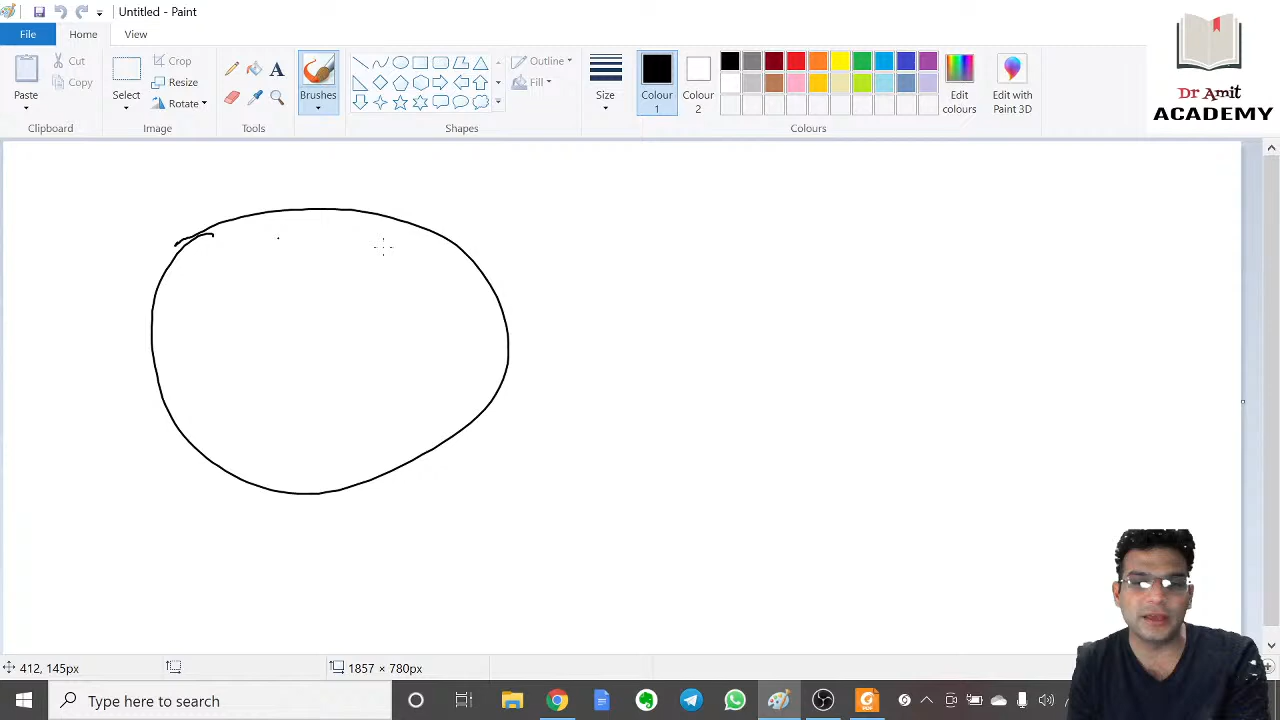 Untitled - Paint
File
Home
View
Paste
Cut
Copy
Clipboard
Select
Crop
Resize
Rotate
Image
A
Tools
Brushes
Shapes
Outline
Fill
Size
Colour
1
Colour
2
Colours
Edit
colours
Edit with
Paint 3D
Dr Amit
ACADEMY
412, 145px
1857 × 780px
Type here to search